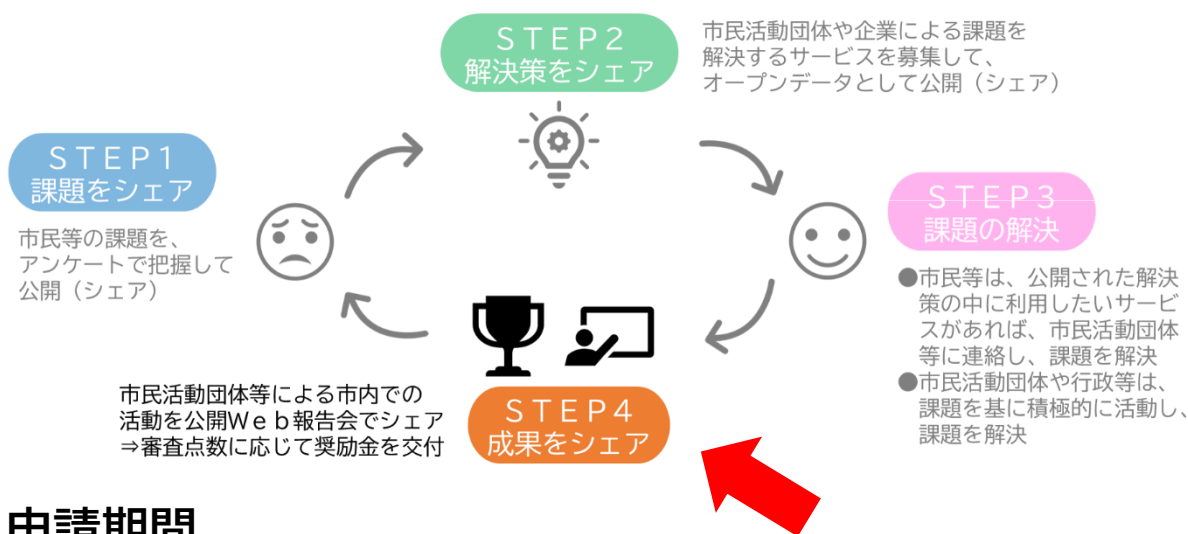 STEP1
課題をシェア
市民等の課題を、
アンケートで把握して
公開（シェア）
STEP2
解決策をシェア
市民活動団体や企業による課題を
解決するサービスを募集して、
オープンデータとして公開（シェア）
STEP3
課題の解決
●市民等は、公開された解決
策の中に利用したいサービ
スがあれば、市民活動団体
等に連絡し、課題を解決
●市民活動団体や行政等は、
課題を基に積極的に活動し、
課題を解決
STEP4
成果をシェア
市民活動団体等による市内での
活動を公開Ｗｅｂ報告会でシェア
⇒審査点数に応じて奨励金を交付
申請期間